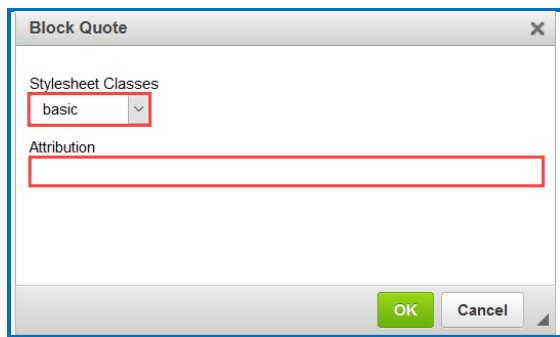 Block Quote
Stylesheet Classes
basic
Attribution
OK Cancel